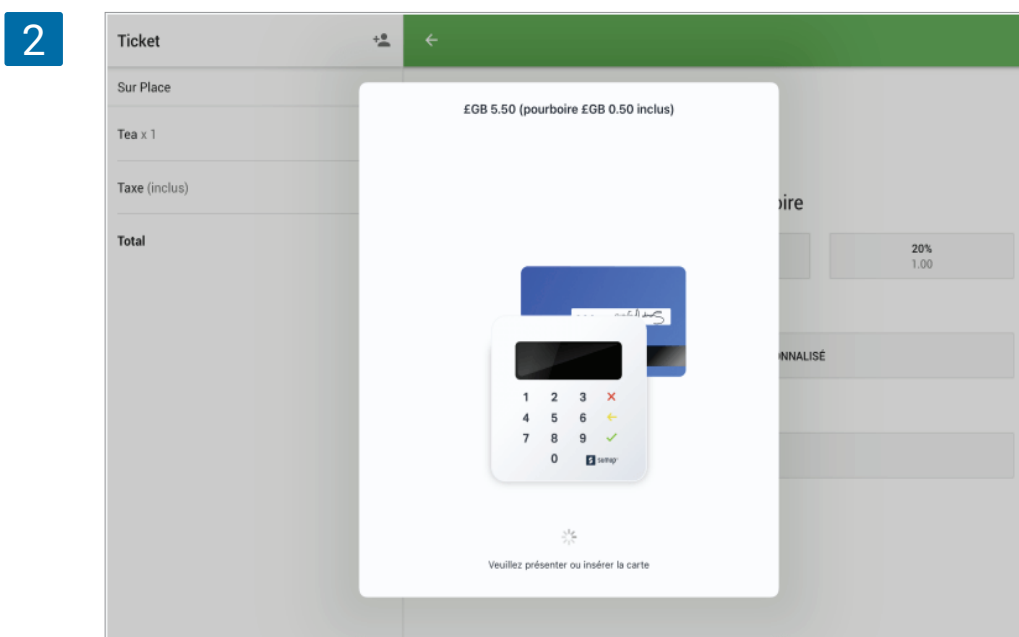 2
Ticket
Sur Place
Tea x 1
Taxe (inclus)
Total
£GB 5.50 (pourboire £GB 0.50 inclus)
oire
20%
1.00
ONNALISÉ
1 2 3
4 5 6
7 8 9
0 sumup
Veuillez présenter ou insérer la carte